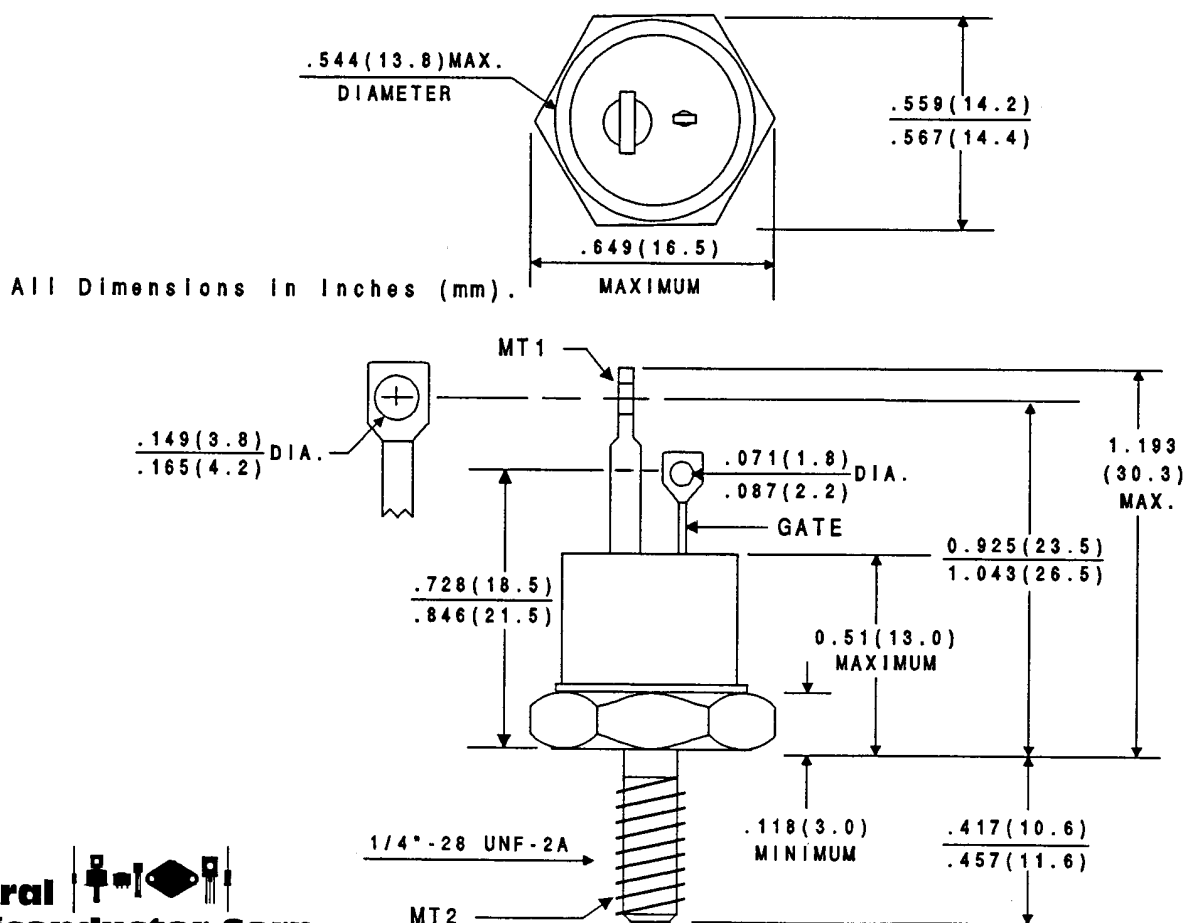 .544(13.8)MAX.
DIAMETER
.559(14.2)
.567(14.4)
.649(16.5)
MAXIMUM
All Dimensions in Inches (mm).
MT1
.149(3.8)
.165(4.2)
DIA.
.071(1.8)
.087(2.2)
DIA.
GATE
1.193
(30.3)
MAX.
0.925(23.5)
1.043(26.5)
.728(18.5)
.846(21.5)
0.51(13.0)
MAXIMUM
.118(3.0)
MINIMUM
.417(10.6)
.457(11.6)
1/4"-28 UNF-2A
MT2
ral